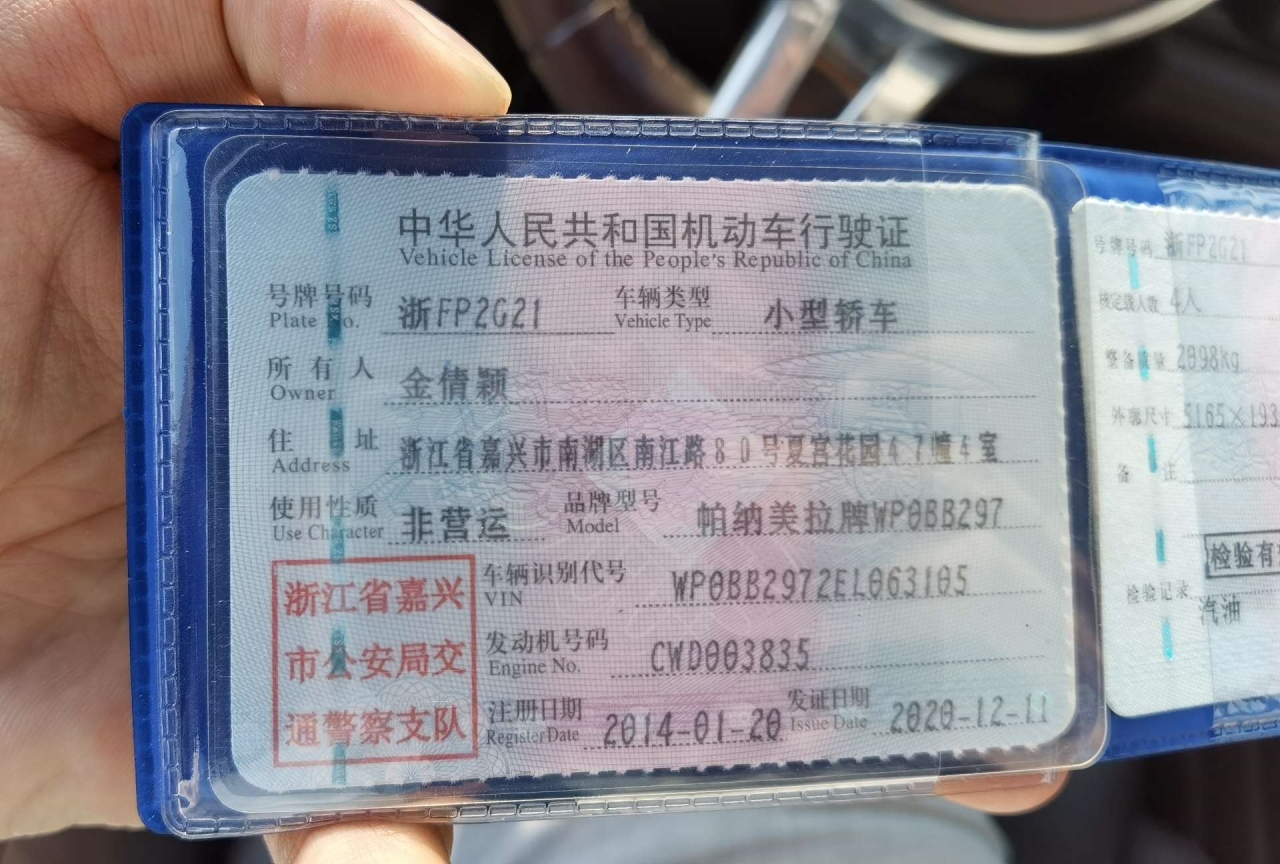 中华人民共和国机动车行驶证
Vehicle License of the People's Republic of China
号牌号码 浙FP2G21 车辆类型 小型轿车
Plate No. Vehicle Type
所有人 金倩颖
Owner
住址 浙江省嘉兴市南湖区南江路80号夏宫花园47幢4室
Address
使用性质 非营运 品牌型号 帕纳美拉牌WP0BB297
Use Character Model
浙江省嘉兴
市公安局交
通警察支队
车辆识别代号 WP0BB2972EL063105
VIN
发动机号码 CWD003835
Engine No.
注册日期 2014-01-20 发证日期 2020-12-11
Register Date Issue Date
号牌号码 浙FP2G21
核定载人数 4人
整备质量 2098kg
外廓尺寸 5165×193
备注
检验有
检验记录
汽油